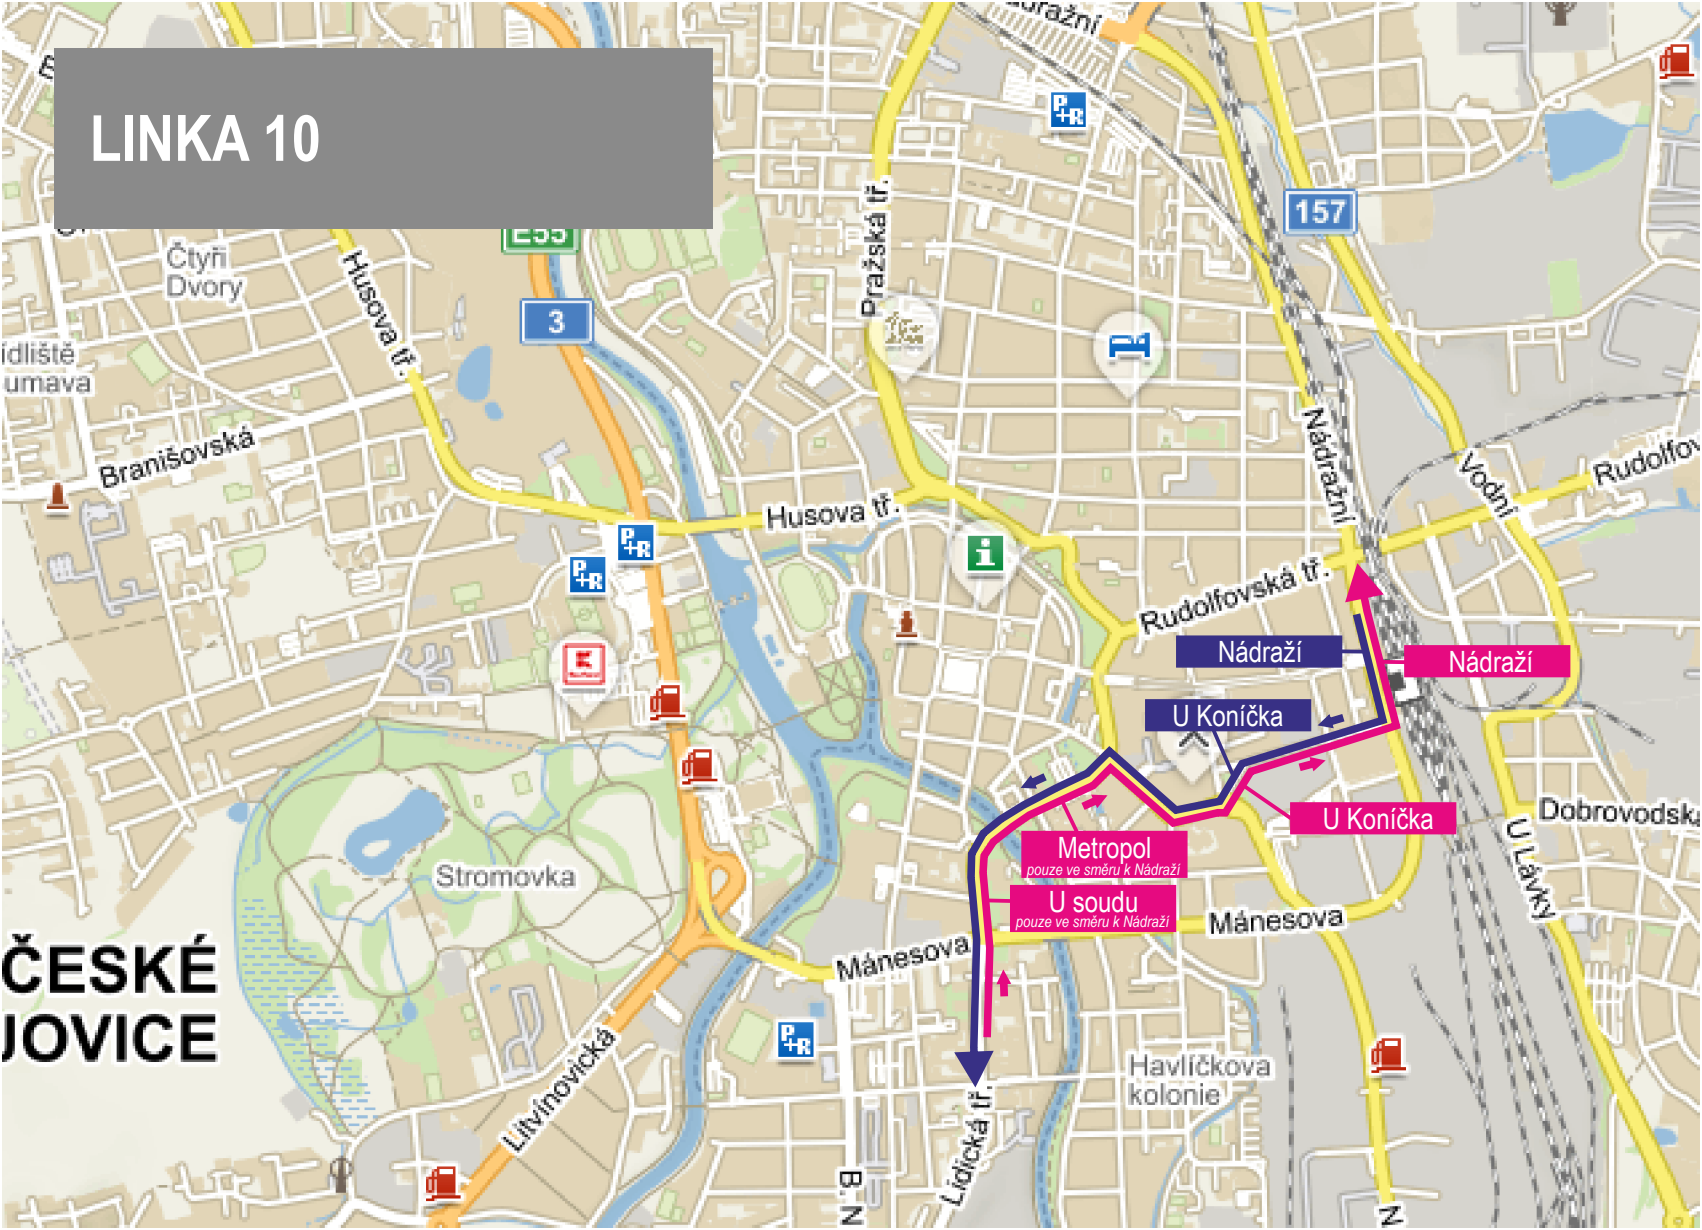 LINKA 10
Nádražní
Čtyři
Dvory
E55
3
157
Pražská tř.
Husova tř.
Branišovská
Husova tř.
Nádražní
Vodní
Rudolfovská tř.
P+R
P+R
P+R
i
Nádraží
Nádraží
U Koníčka
U Koníčka
Metropol
pouze ve směru k Nádraží
U soudu
pouze ve směru k Nádraží
Dobrovodská
U Lávky
Stromovka
Mánesova
Mánesova
ČESKÉ
JOVICE
P+R
Havlíčkova
kolonie
Litvínovická
Lidická tř.
B. N
N